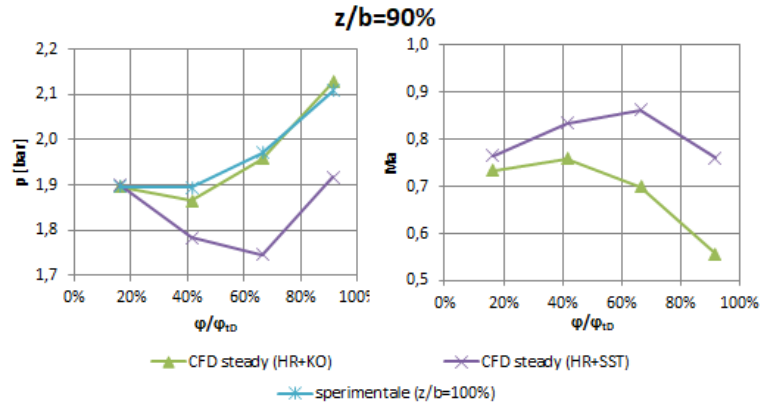 z/b=90%
p [bar]
2,2
2,1
2,0
1,9
1,8
1,7
0% 20% 40% 60% 80% 100%
φ/φtD
Ma
1,0
0,9
0,8
0,7
0,6
0,5
0% 20% 40% 60% 80% 100%
φ/φtD
CFD steady (HR+KO)
CFD steady (HR+SST)
sperimentale (z/b=100%)